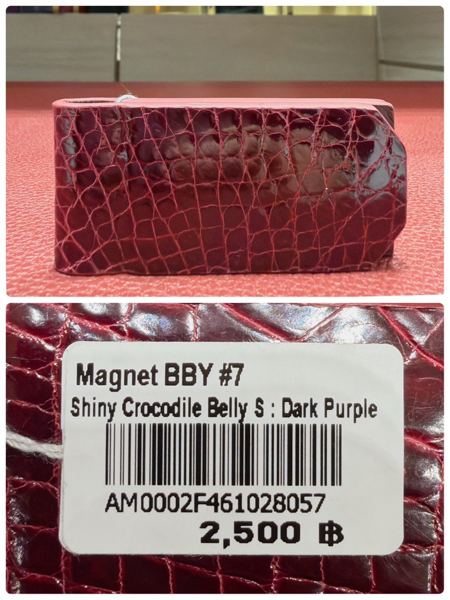 Magnet BBY #7
Shiny Crocodile Belly S : Dark Purple
AM0002F461028057
2,500 ฿